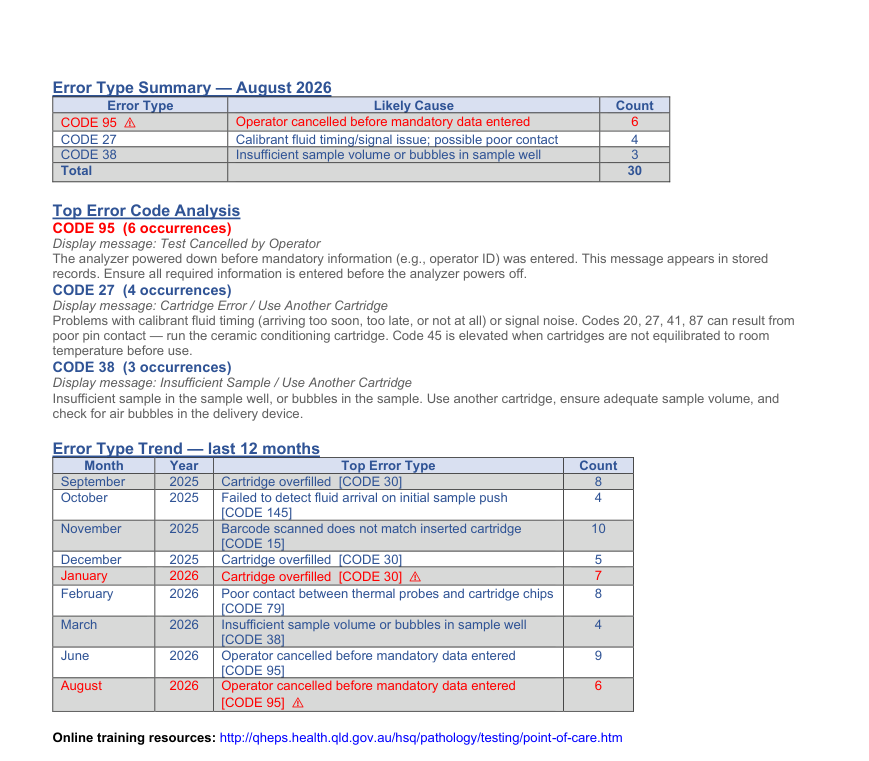 Error Type Summary — August 2026
Error Type Likely Cause Count
CODE 95 ⚠ Operator cancelled before mandatory data entered 6
CODE 27 Calibrant fluid timing/signal issue; possible poor contact 4
CODE 38 Insufficient sample volume or bubbles in sample well 3
Total 30
Top Error Code Analysis
CODE 95 (6 occurrences)
Display message: Test Cancelled by Operator
The analyzer powered down before mandatory information (e.g., operator ID) was entered. This message appears in stored
records. Ensure all required information is entered before the analyzer powers off.
CODE 27 (4 occurrences)
Display message: Cartridge Error / Use Another Cartridge
Problems with calibrant fluid timing (arriving too soon, too late, or not at all) or signal noise. Codes 20, 27, 41, 87 can result from
poor pin contact — run the ceramic conditioning cartridge. Code 45 is elevated when cartridges are not equilibrated to room
temperature before use.
CODE 38 (3 occurrences)
Display message: Insufficient Sample / Use Another Cartridge
Insufficient sample in the sample well, or bubbles in the sample. Use another cartridge, ensure adequate sample volume, and
check for air bubbles in the delivery device.
Error Type Trend — last 12 months
Month Year Top Error Type Count
September 2025 Cartridge overfilled [CODE 30] 8
October 2025 Failed to detect fluid arrival on initial sample push 4
[CODE 145]
November 2025 Barcode scanned does not match inserted cartridge 10
[CODE 15]
December 2025 Cartridge overfilled [CODE 30] 5
January 2026 Cartridge overfilled [CODE 30] ⚠ 7
February 2026 Poor contact between thermal probes and cartridge chips 8
[CODE 79]
March 2026 Insufficient sample volume or bubbles in sample well 4
[CODE 38]
June 2026 Operator cancelled before mandatory data entered 9
[CODE 95]
August 2026 Operator cancelled before mandatory data entered 6
[CODE 95] ⚠
Online training resources: http://qheps.health.qld.gov.au/hsq/pathology/testing/point-of-care.htm